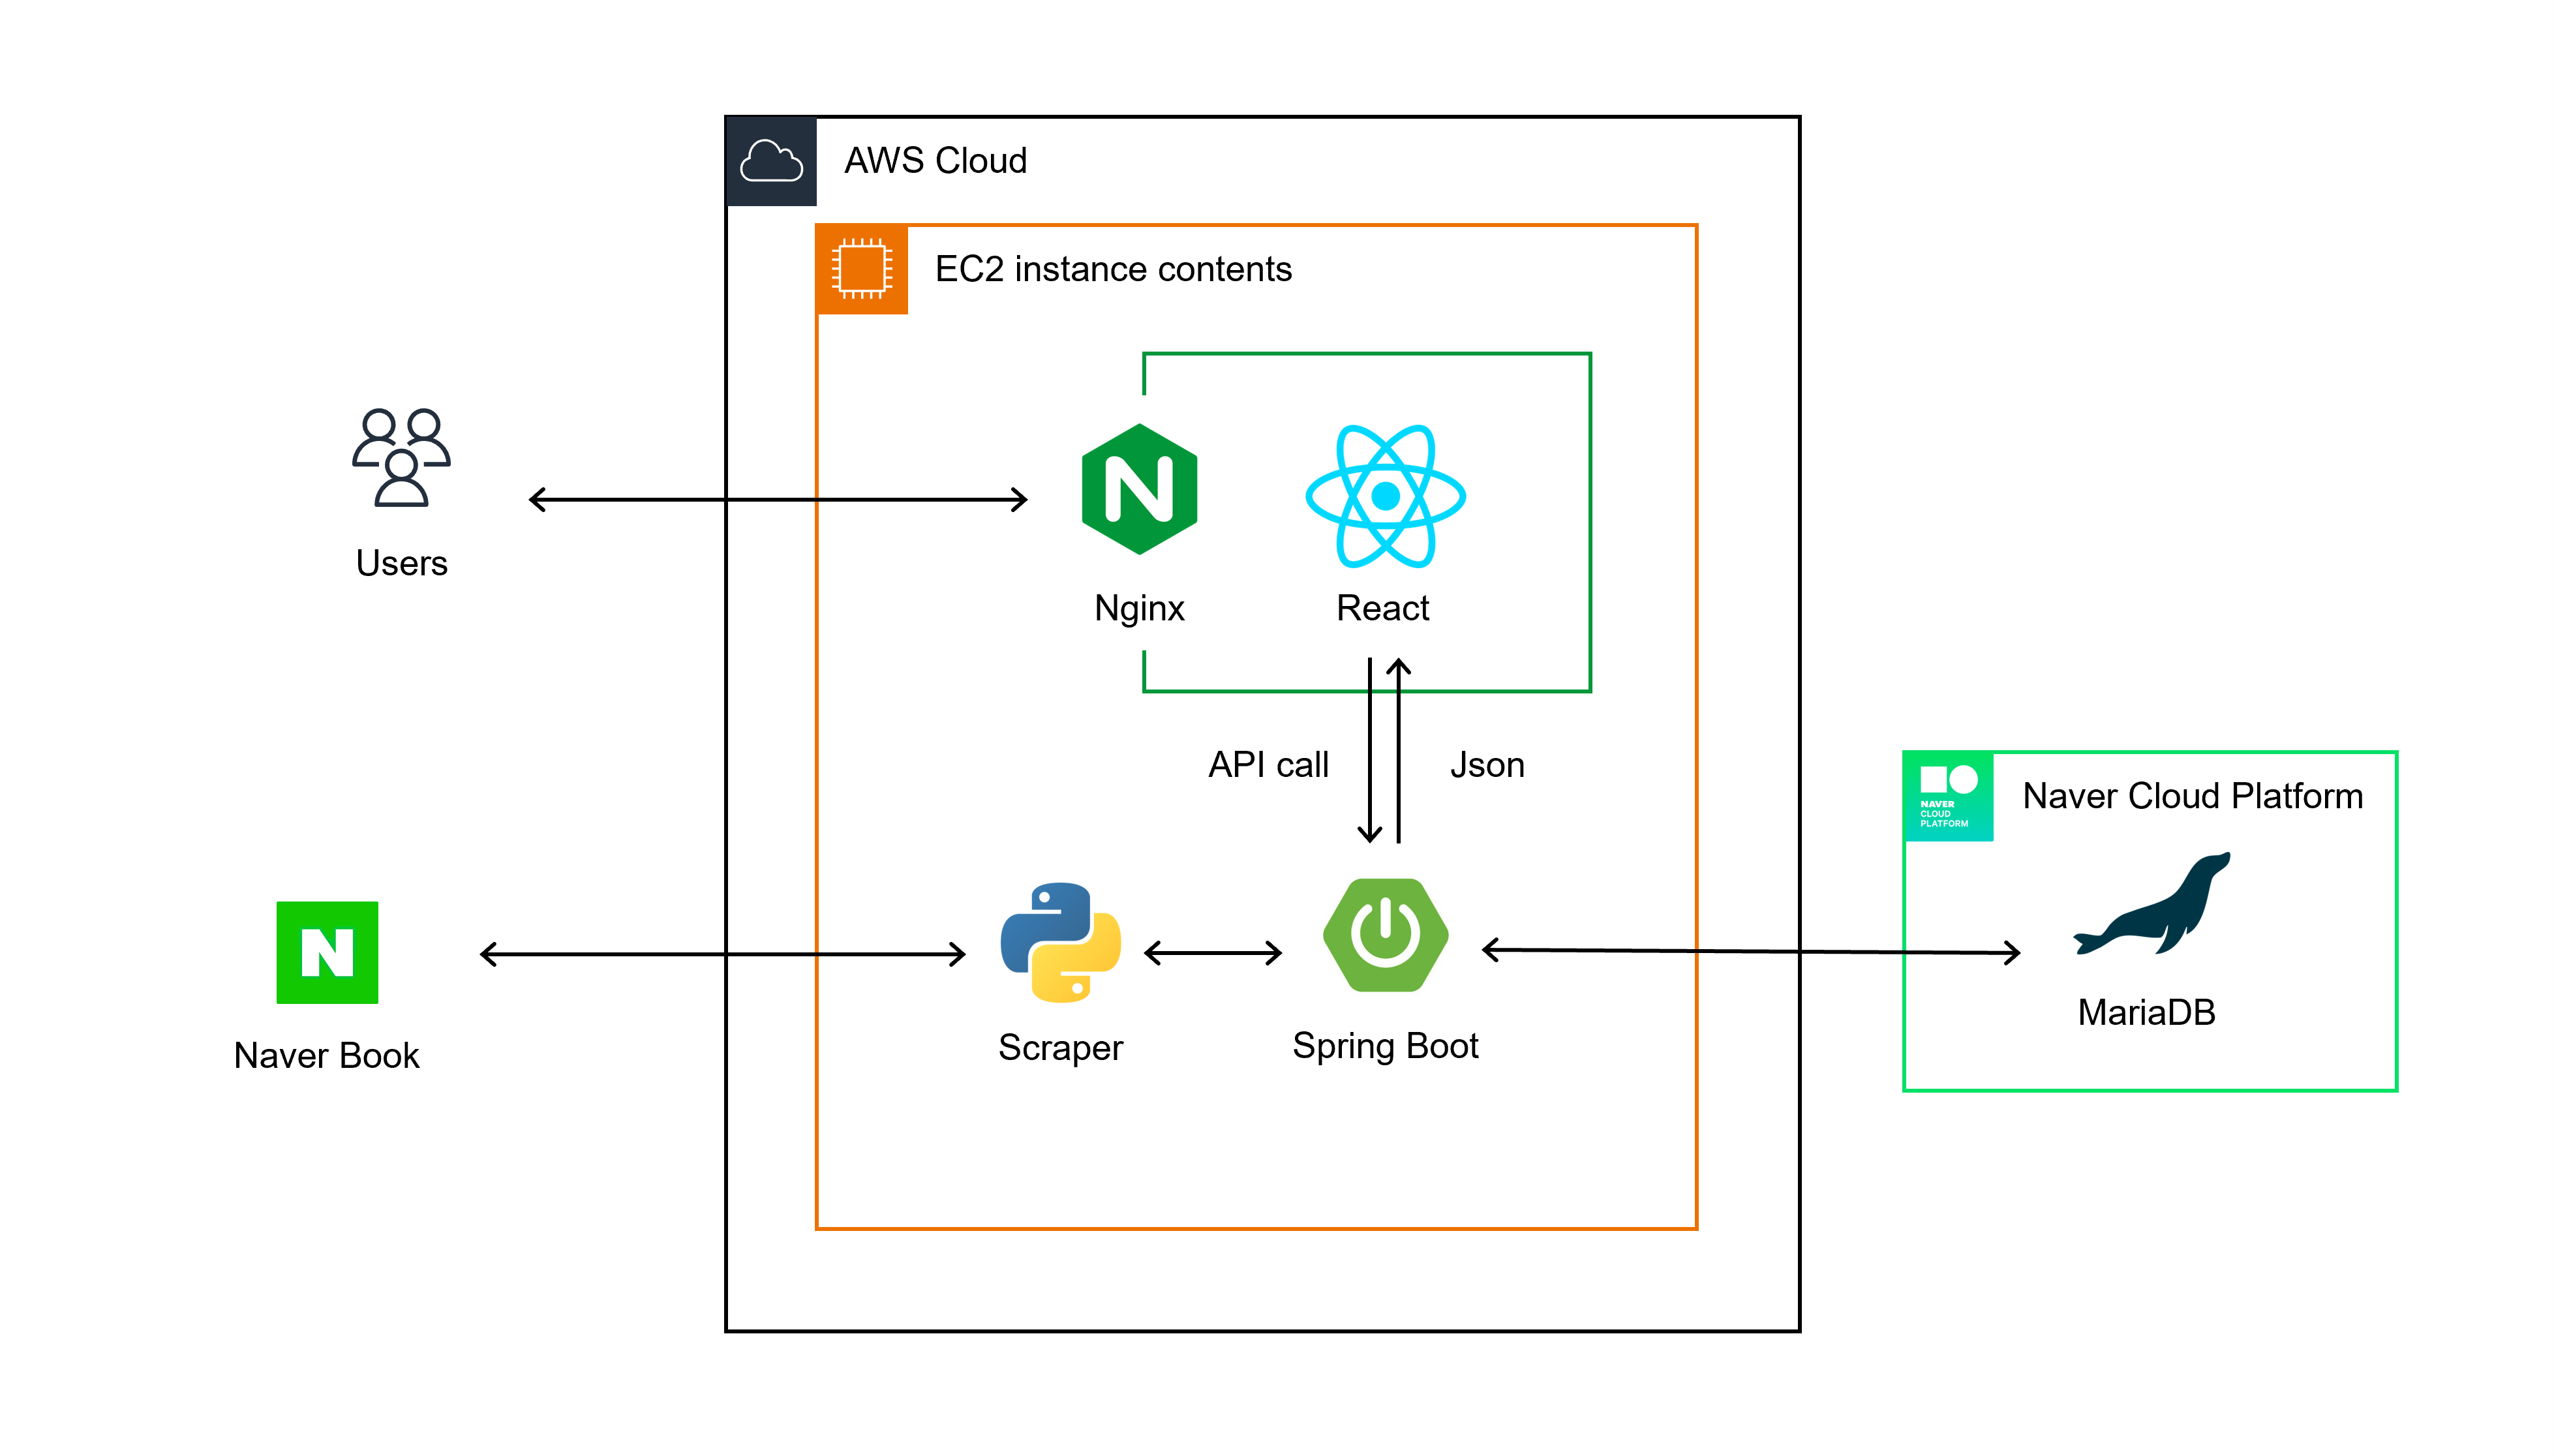 AWS Cloud
EC2 instance contents
Users
Nginx
React
API call
Json
NAVER
CLOUD
PLATFORM
Naver Cloud Platform
N
Naver Book
Scraper
Spring Boot
MariaDB